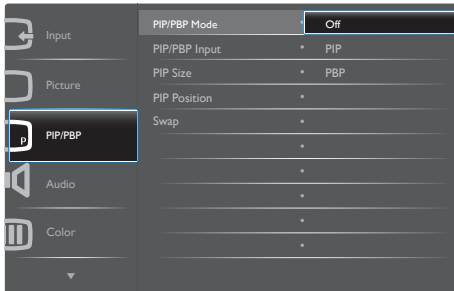 Input
Picture
P
PIP/PBP
Audio
Color
PIP/PBP Mode
Off
PIP/PBP Input
PIP
PIP Size
PBP
PIP Position
Swap